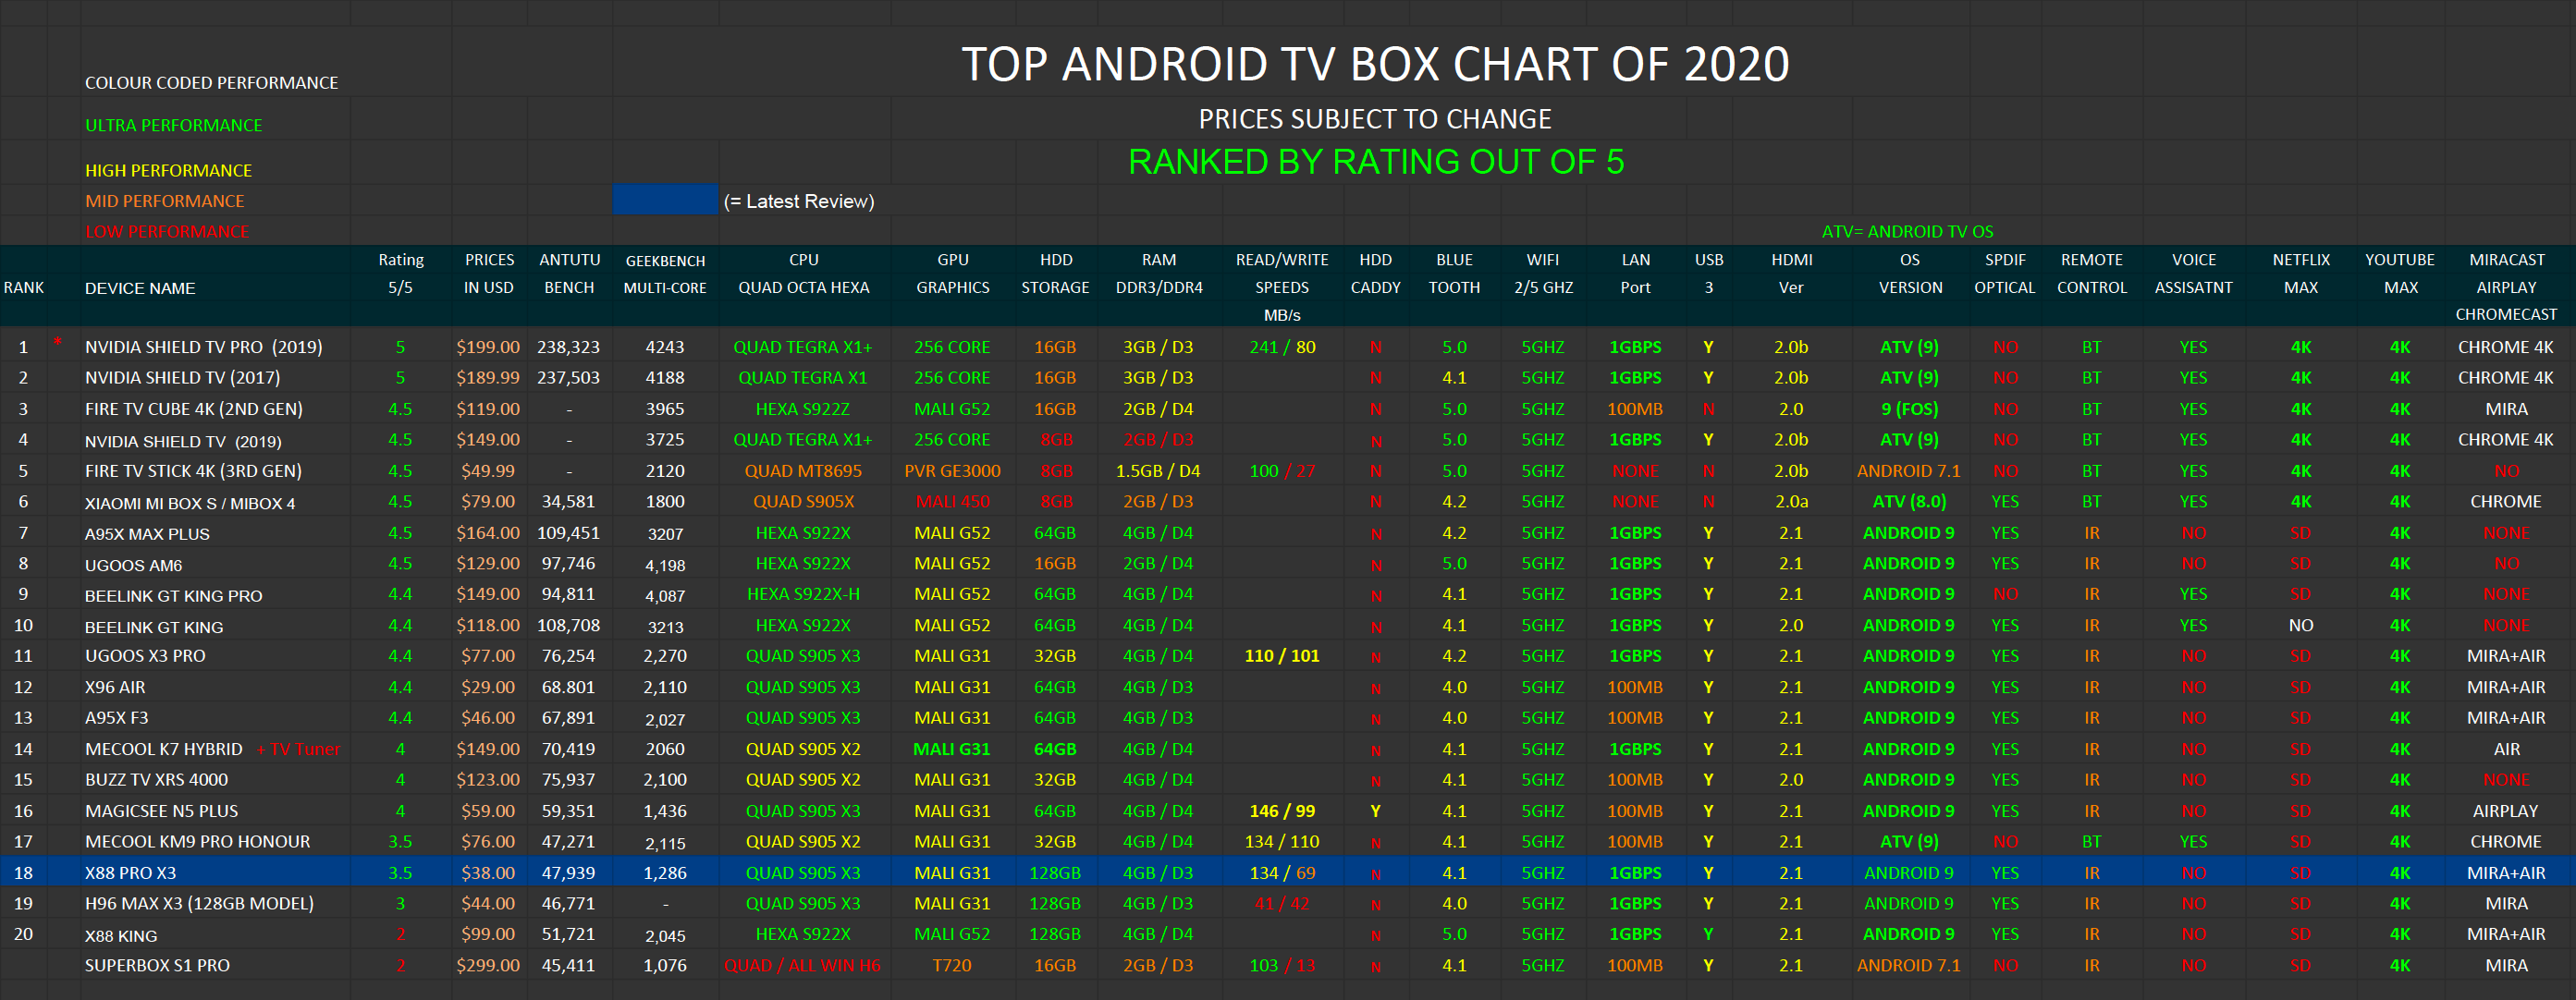 TOP ANDROID TV BOX CHART OF 2020
COLOUR CODED PERFORMANCE
PRICES SUBJECT TO CHANGE
ULTRA PERFORMANCE
RANKED BY RATING OUT OF 5
HIGH PERFORMANCE
MID PERFORMANCE (= Latest Review)
LOW PERFORMANCE ATV= ANDROID TV OS
Rating PRICES ANTUTU GEEKBENCH CPU GPU HDD RAM READ/WRITE HDD BLUE WIFI LAN USB HDMI OS SPDIF REMOTE VOICE NETFLIX YOUTUBE MIRACAST
RANK DEVICE NAME 5/5 IN USD BENCH MULTI-CORE QUAD OCTA HEXA GRAPHICS STORAGE DDR3/DDR4 SPEEDS CADDY TOOTH 2/5 GHZ Port 3 Ver VERSION OPTICAL CONTROL ASSISATNT MAX MAX AIRPLAY
MB/s CHROMECAST
1 * NVIDIA SHIELD TV PRO (2019) 5 $199.00 238,323 4243 QUAD TEGRA X1+ 256 CORE 16GB 3GB / D3 241 / 80 N 5.0 5GHZ 1GBPS Y 2.0b ATV (9) NO BT YES 4K 4K CHROME 4K
2 NVIDIA SHIELD TV (2017) 5 $189.99 237,503 4188 QUAD TEGRA X1 256 CORE 16GB 3GB / D3 N 4.1 5GHZ 1GBPS Y 2.0b ATV (9) NO BT YES 4K 4K CHROME 4K
3 FIRE TV CUBE 4K (2ND GEN) 4.5 $119.00 - 3965 HEXA S922Z MALI G52 16GB 2GB / D4 N 5.0 5GHZ 100MB N 2.0 9 (FOS) NO BT YES 4K 4K MIRA
4 NVIDIA SHIELD TV (2019) 4.5 $149.00 - 3725 QUAD TEGRA X1+ 256 CORE 8GB 2GB / D3 N 5.0 5GHZ 1GBPS Y 2.0b ATV (9) NO BT YES 4K 4K CHROME 4K
5 FIRE TV STICK 4K (3RD GEN) 4.5 $49.99 - 2120 QUAD MT8695 PVR GE3000 8GB 1.5GB / D4 100 / 27 N 5.0 5GHZ NONE N 2.0b ANDROID 7.1 NO BT YES 4K 4K NO
6 XIAOMI MI BOX S / MIBOX 4 4.5 $79.00 34,581 1800 QUAD S905X MALI 450 8GB 2GB / D3 N 4.2 5GHZ NONE N 2.0a ATV (8.0) YES BT YES 4K 4K CHROME
7 A95X MAX PLUS 4.5 $164.00 109,451 3207 HEXA S922X MALI G52 64GB 4GB / D4 N 4.2 5GHZ 1GBPS Y 2.1 ANDROID 9 YES IR NO SD 4K NONE
8 UGOOS AM6 4.5 $129.00 97,746 4,198 HEXA S922X MALI G52 16GB 2GB / D4 N 5.0 5GHZ 1GBPS Y 2.1 ANDROID 9 YES IR NO SD 4K NO
9 BEELINK GT KING PRO 4.4 $149.00 94,811 4,087 HEXA S922X-H MALI G52 64GB 4GB / D4 N 4.1 5GHZ 1GBPS Y 2.1 ANDROID 9 NO IR YES SD 4K NONE
10 BEELINK GT KING 4.4 $118.00 108,708 3213 HEXA S922X MALI G52 64GB 4GB / D4 N 4.1 5GHZ 1GBPS Y 2.0 ANDROID 9 YES IR YES NO 4K NONE
11 UGOOS X3 PRO 4.4 $77.00 76,254 2,270 QUAD S905 X3 MALI G31 32GB 4GB / D4 110 / 101 N 4.2 5GHZ 1GBPS Y 2.1 ANDROID 9 YES IR NO SD 4K MIRA+AIR
12 X96 AIR 4.4 $29.00 68.801 2,110 QUAD S905 X3 MALI G31 64GB 4GB / D3 N 4.0 5GHZ 100MB Y 2.1 ANDROID 9 YES IR NO SD 4K MIRA+AIR
13 A95X F3 4.4 $46.00 67,891 2,027 QUAD S905 X3 MALI G31 64GB 4GB / D3 N 4.0 5GHZ 100MB Y 2.1 ANDROID 9 YES IR NO SD 4K MIRA+AIR
14 MECOOL K7 HYBRID + TV Tuner 4 $149.00 70,419 2060 QUAD S905 X2 MALI G31 64GB 4GB / D4 N 4.1 5GHZ 1GBPS Y 2.1 ANDROID 9 YES IR NO SD 4K AIR
15 BUZZ TV XRS 4000 4 $123.00 75,937 2,100 QUAD S905 X2 MALI G31 32GB 4GB / D4 N 4.1 5GHZ 100MB Y 2.0 ANDROID 9 YES IR NO SD 4K NONE
16 MAGICSEE N5 PLUS 4 $59.00 59,351 1,436 QUAD S905 X3 MALI G31 64GB 4GB / D4 146 / 99 Y 4.1 5GHZ 100MB Y 2.1 ANDROID 9 YES IR NO SD 4K AIRPLAY
17 MECOOL KM9 PRO HONOUR 3.5 $76.00 47,271 2,115 QUAD S905 X2 MALI G31 32GB 4GB / D4 134 / 110 N 4.1 5GHZ 100MB Y 2.1 ATV (9) NO BT YES SD 4K CHROME
18 X88 PRO X3 3.5 $38.00 47,939 1,286 QUAD S905 X3 MALI G31 128GB 4GB / D3 134 / 69 N 4.1 5GHZ 1GBPS Y 2.1 ANDROID 9 YES IR NO SD 4K MIRA+AIR
19 H96 MAX X3 (128GB MODEL) 3 $44.00 46,771 - QUAD S905 X3 MALI G31 128GB 4GB / D3 41 / 42 N 4.0 5GHZ 1GBPS Y 2.1 ANDROID 9 YES IR NO SD 4K MIRA
20 X88 KING 2 $99.00 51,721 2,045 HEXA S922X MALI G52 128GB 4GB / D4 N 5.0 5GHZ 1GBPS Y 2.1 ANDROID 9 YES IR NO SD 4K MIRA+AIR
SUPERBOX S1 PRO 2 $299.00 45,411 1,076 QUAD / ALL WIN H6 T720 16GB 2GB / D3 103 / 13 N 4.1 5GHZ 100MB Y 2.1 ANDROID 7.1 NO IR NO SD 4K MIRA